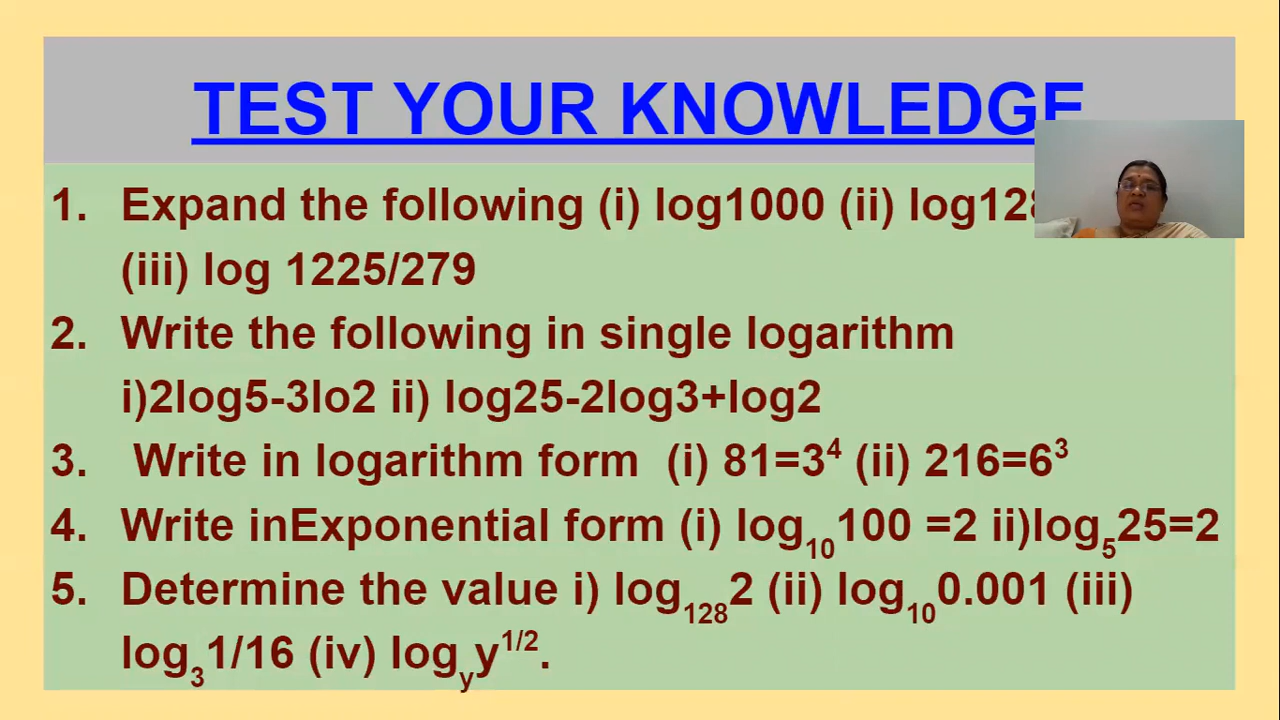 TEST YOUR KNOWLEDGE
1. Expand the following (i) log1000 (ii)
(iii) log 1225/279
2. Write the following in single logarithm
i)2log5-3lo2 ii) log25-2log3+log2
3. Write in logarithm form (i) 81=3⁴ (ii) 216=6³
4. Write inExponential form (i) log₁₀100 =2 ii)log₅25=2
5. Determine the value i) log₁₂₈2 (ii) log₁₀0.001 (iii)
log₃1/16 (iv) logᵧy¹/².